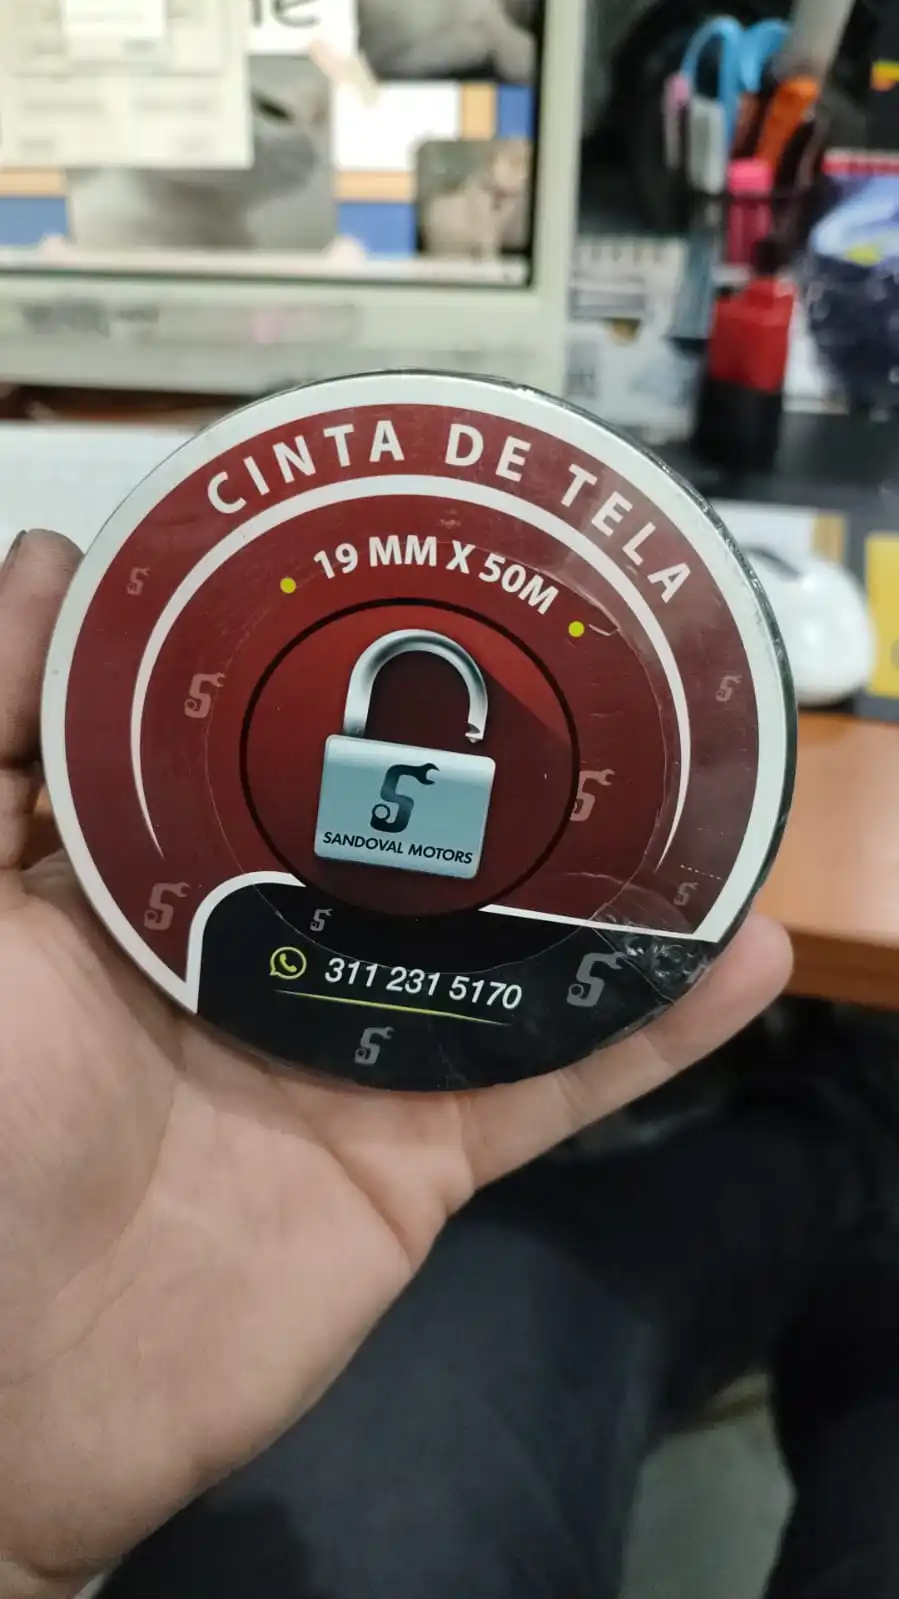 CINTA DE TELA
19 MM X 50M
SANDOVAL MOTORS
311 231 5170